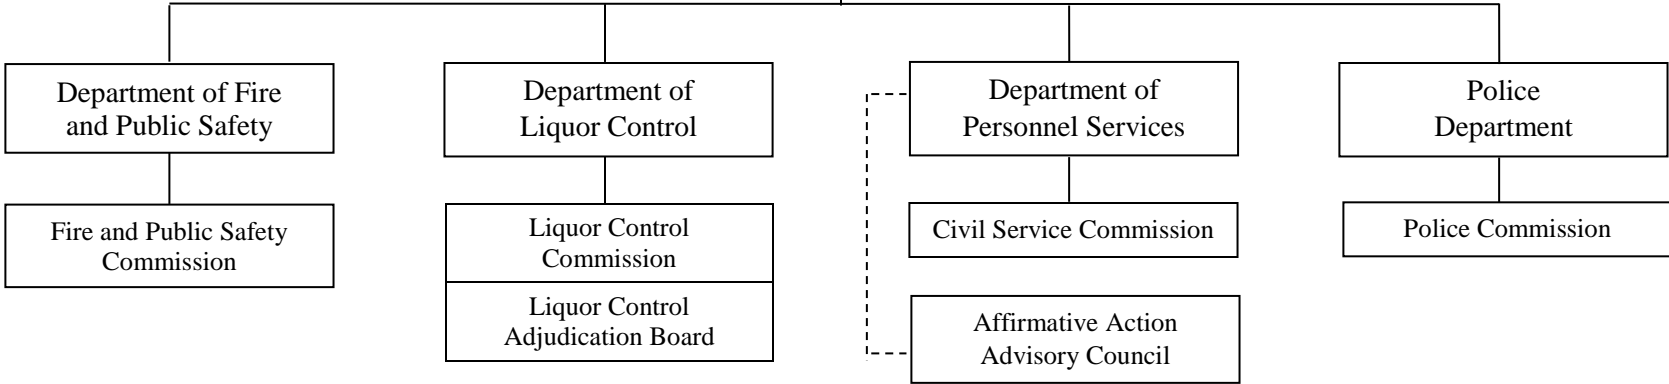 Department of Fire
and Public Safety
Department of
Liquor Control
Department of
Personnel Services
Police
Department
Fire and Public Safety
Commission
Liquor Control
Commission
Liquor Control
Adjudication Board
Civil Service Commission
Affirmative Action
Advisory Council
Police Commission